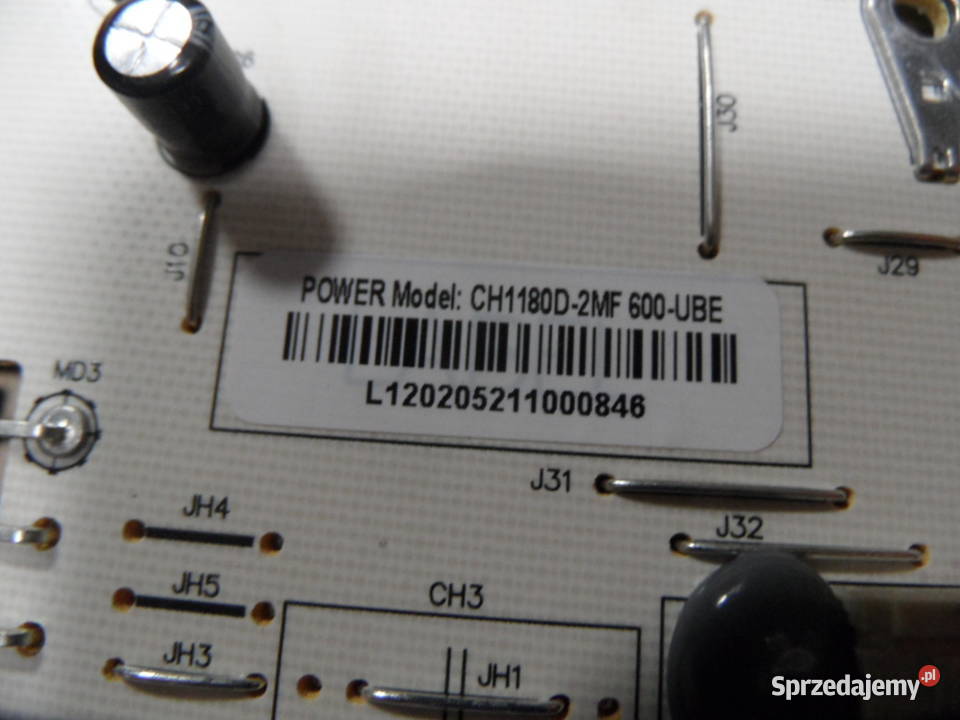 J30
J10
J29
POWER Model: CH1180D-2MF 600-UBE
L120205211000846
MD3
J31
JH4
J32
JH5
CH3
JH3
JH1
Sprzedajemy.pl